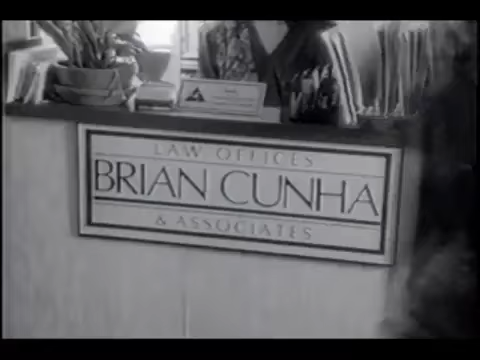 LAW OFFICES
BRIAN CUNHA
& ASSOCIATES